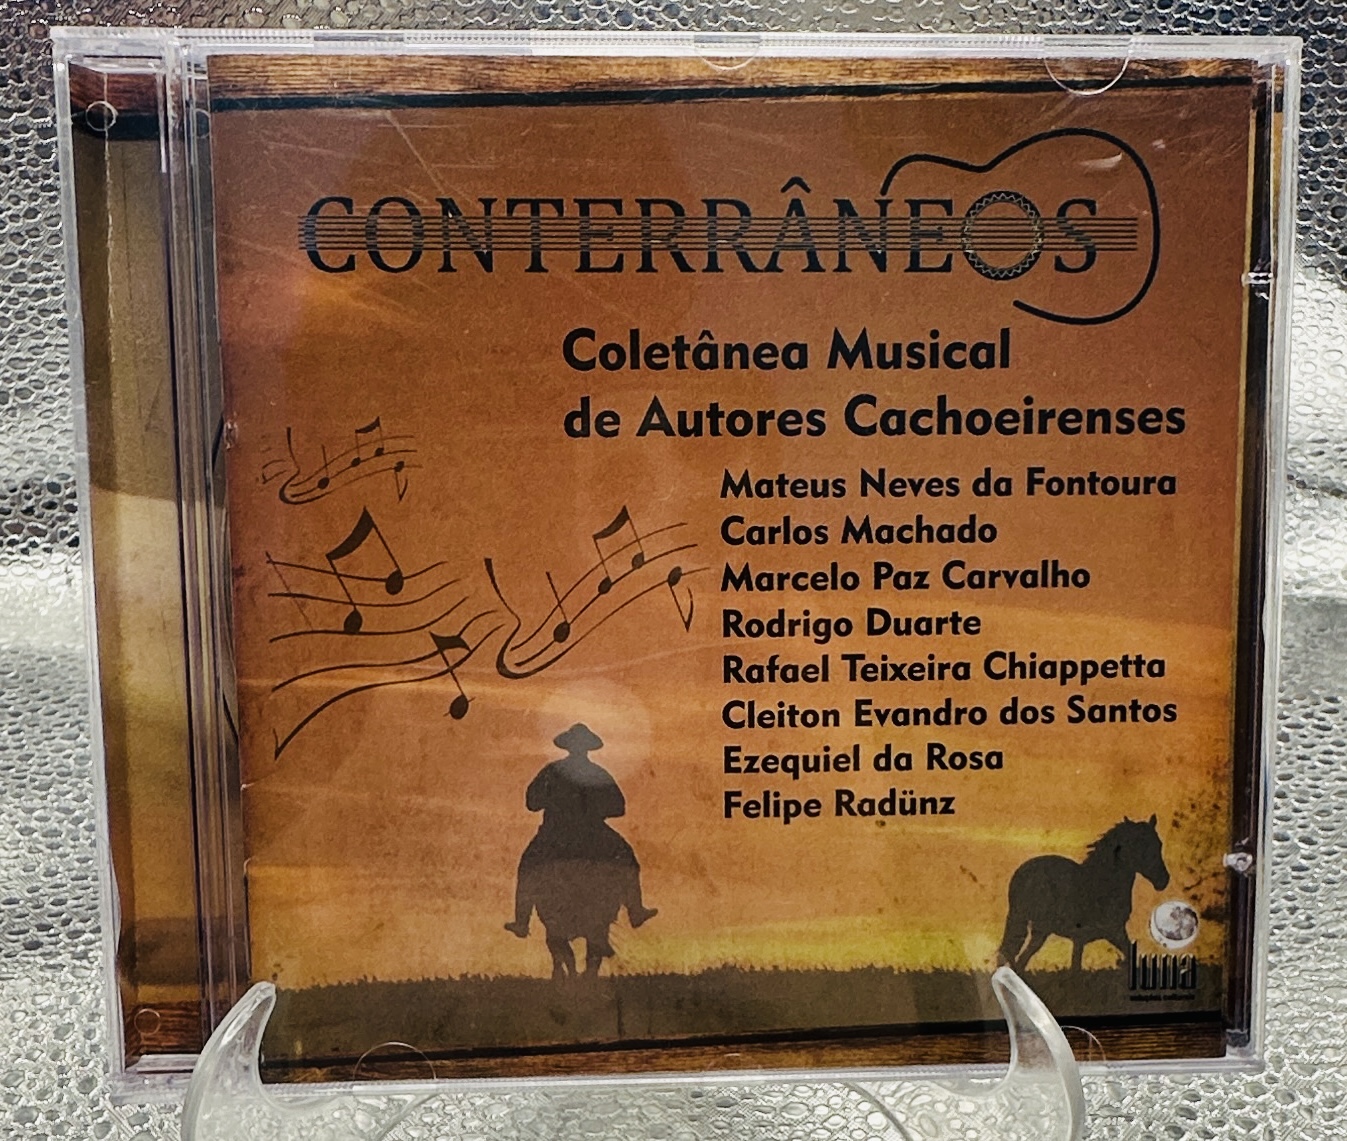 CONTERRÂNEOS
Coletânea Musical
de Autores Cachoeirenses
Mateus Neves da Fontoura
Carlos Machado
Marcelo Paz Carvalho
Rodrigo Duarte
Rafael Teixeira Chiappetta
Cleiton Evandro dos Santos
Ezequiel da Rosa
Felipe Radünz
luna